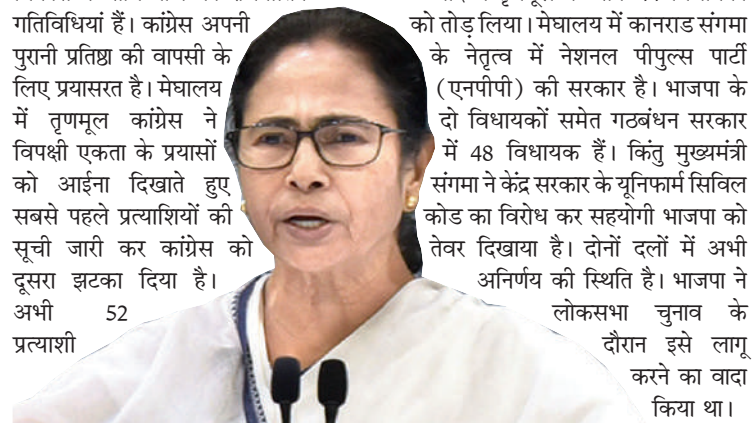 गतिविधियां हैं। कांग्रेस अपनी
पुरानी प्रतिष्ठा की वापसी के
लिए प्रयासरत है। मेघालय
में तृणमूल कांग्रेस ने
विपक्षी एकता के प्रयासों
को आईना दिखाते हुए
सबसे पहले प्रत्याशियों की
सूची जारी कर कांग्रेस को
दूसरा झटका दिया है।
अभी 52
प्रत्याशी
को तोड़ लिया। मेघालय में कानराड संगमा
के नेतृत्व में नेशनल पीपुल्स पार्टी
(एनपीपी) की सरकार है। भाजपा के
दो विधायकों समेत गठबंधन सरकार
में 48 विधायक हैं। किंतु मुख्यमंत्री
संगमा ने केंद्र सरकार के यूनिफार्म सिविल
कोड का विरोध कर सहयोगी भाजपा को
तेवर दिखाया है। दोनों दलों में अभी
अनिर्णय की स्थिति है। भाजपा ने
लोकसभा चुनाव के
दौरान इसे लागू
करने का वादा
किया था।